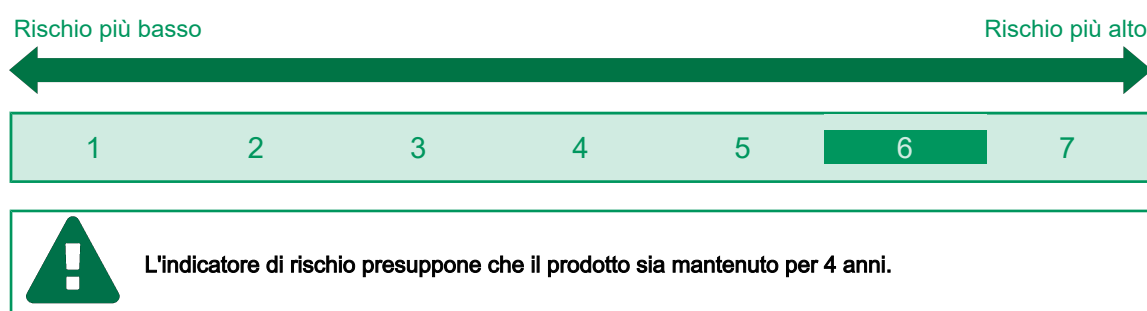 Rischio più basso Rischio più alto
1 2 3 4 5 6 7
L'indicatore di rischio presuppone che il prodotto sia mantenuto per 4 anni.